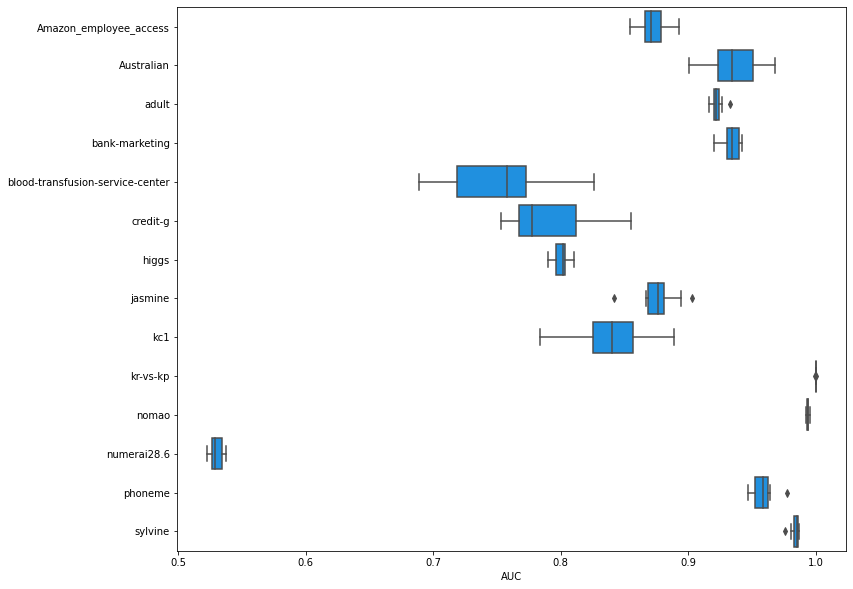 Amazon_employee_access
Australian
adult
bank-marketing
blood-transfusion-service-center
credit-g
higgs
jasmine
kc1
kr-vs-kp
nomao
numerai28.6
phoneme
sylvine
0.5 0.6 0.7 0.8 0.9 1.0
AUC